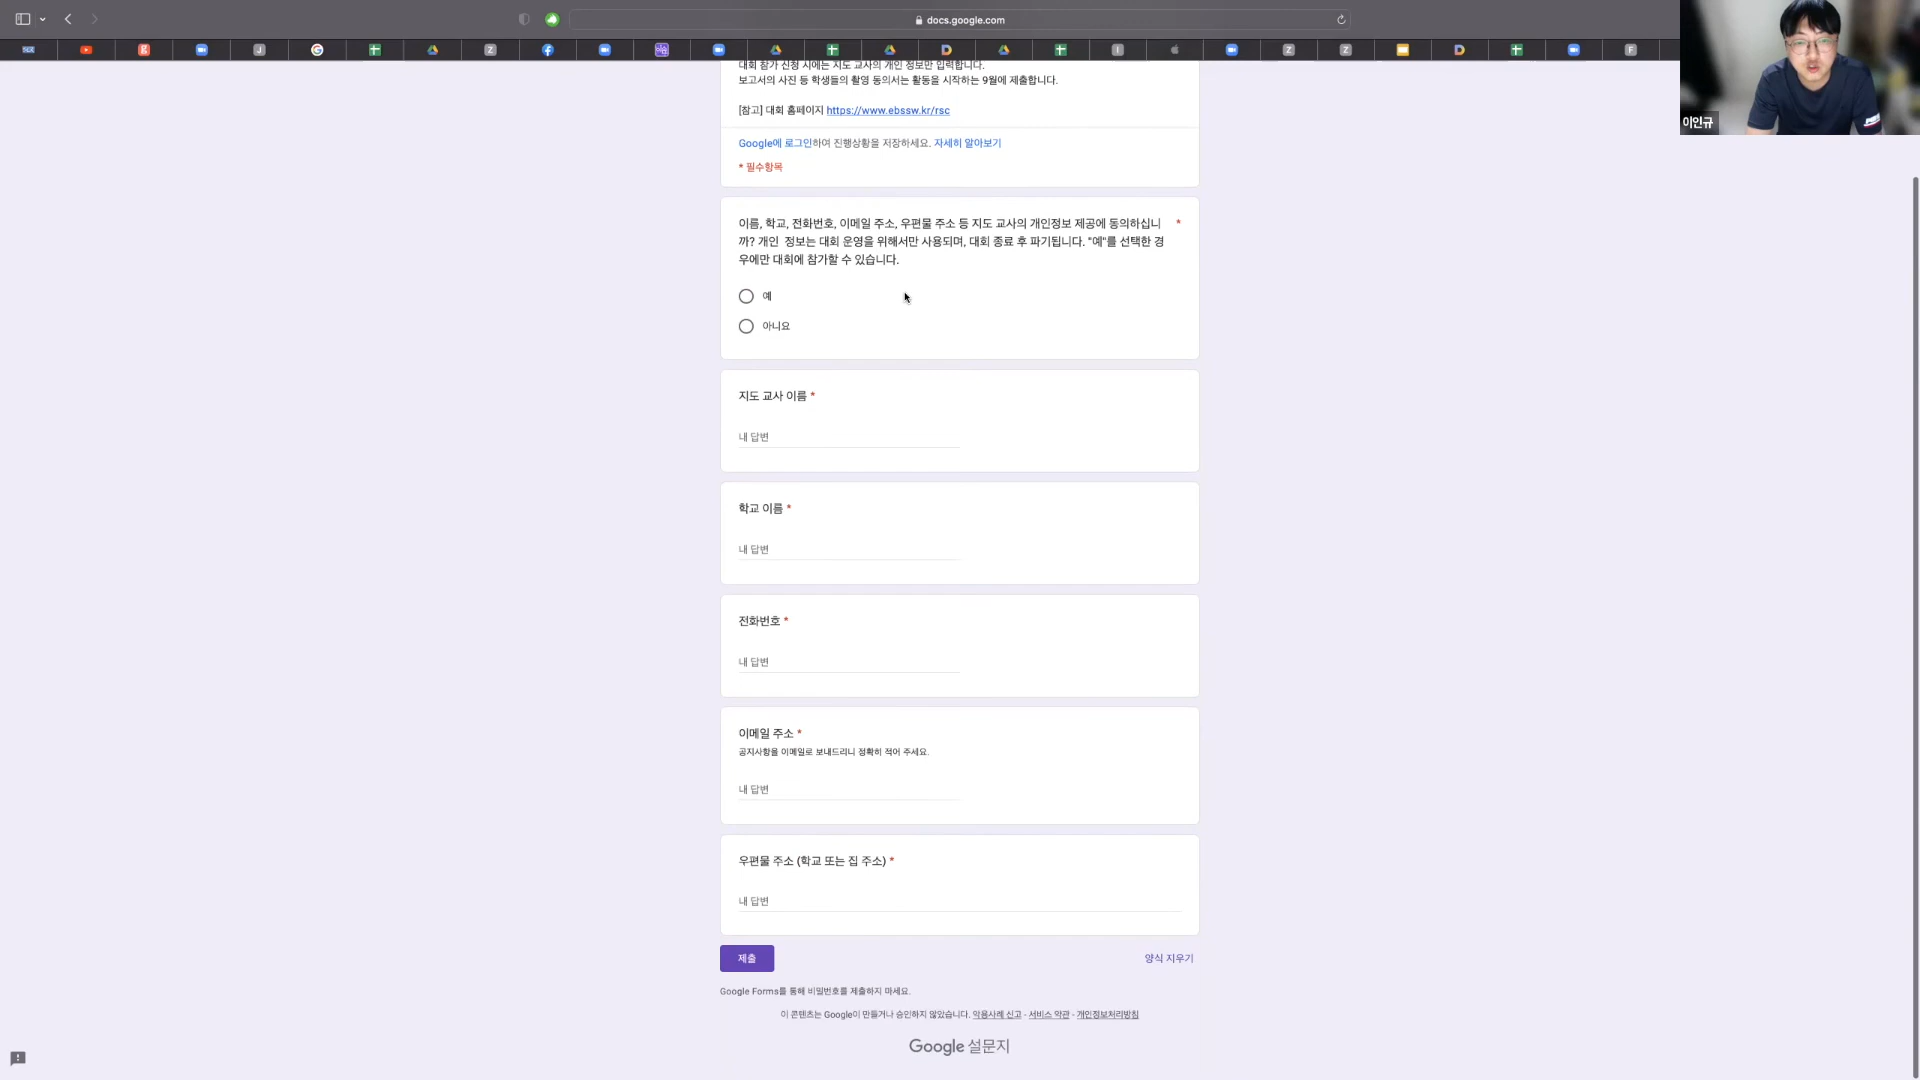 docs.google.com
대회 참가 신청 시에는 지도 교사의 개인 정보만 입력합니다.
보고서의 사진 등 학생들의 촬영 동의서는 활동을 시작하는 9월에 제출합니다.
[참고] 대회 홈페이지 https://www.ebssw.kr/rsc
Google에 로그인하여 진행상황을 저장하세요. 자세히 알아보기
* 필수항목
이름, 학교, 전화번호, 이메일 주소, 우편물 주소 등 지도 교사의 개인정보 제공에 동의하십니 *
까? 개인  정보는 대회 운영을 위해서만 사용되며, 대회 종료 후 파기됩니다. "예"를 선택한 경
우에만 대회에 참가할 수 있습니다.
예
아니요
지도 교사 이름 *
내 답변
학교 이름 *
내 답변
전화번호 *
내 답변
이메일 주소 *
공지사항을 이메일로 보내드리니 정확히 적어 주세요.
내 답변
우편물 주소 (학교 또는 집 주소) *
내 답변
제출
양식 지우기
Google Forms를 통해 비밀번호를 제출하지 마세요.
이 콘텐츠는 Google이 만들거나 승인하지 않았습니다. 악용사례 신고 - 서비스 약관 - 개인정보처리방침
Google 설문지
이인규